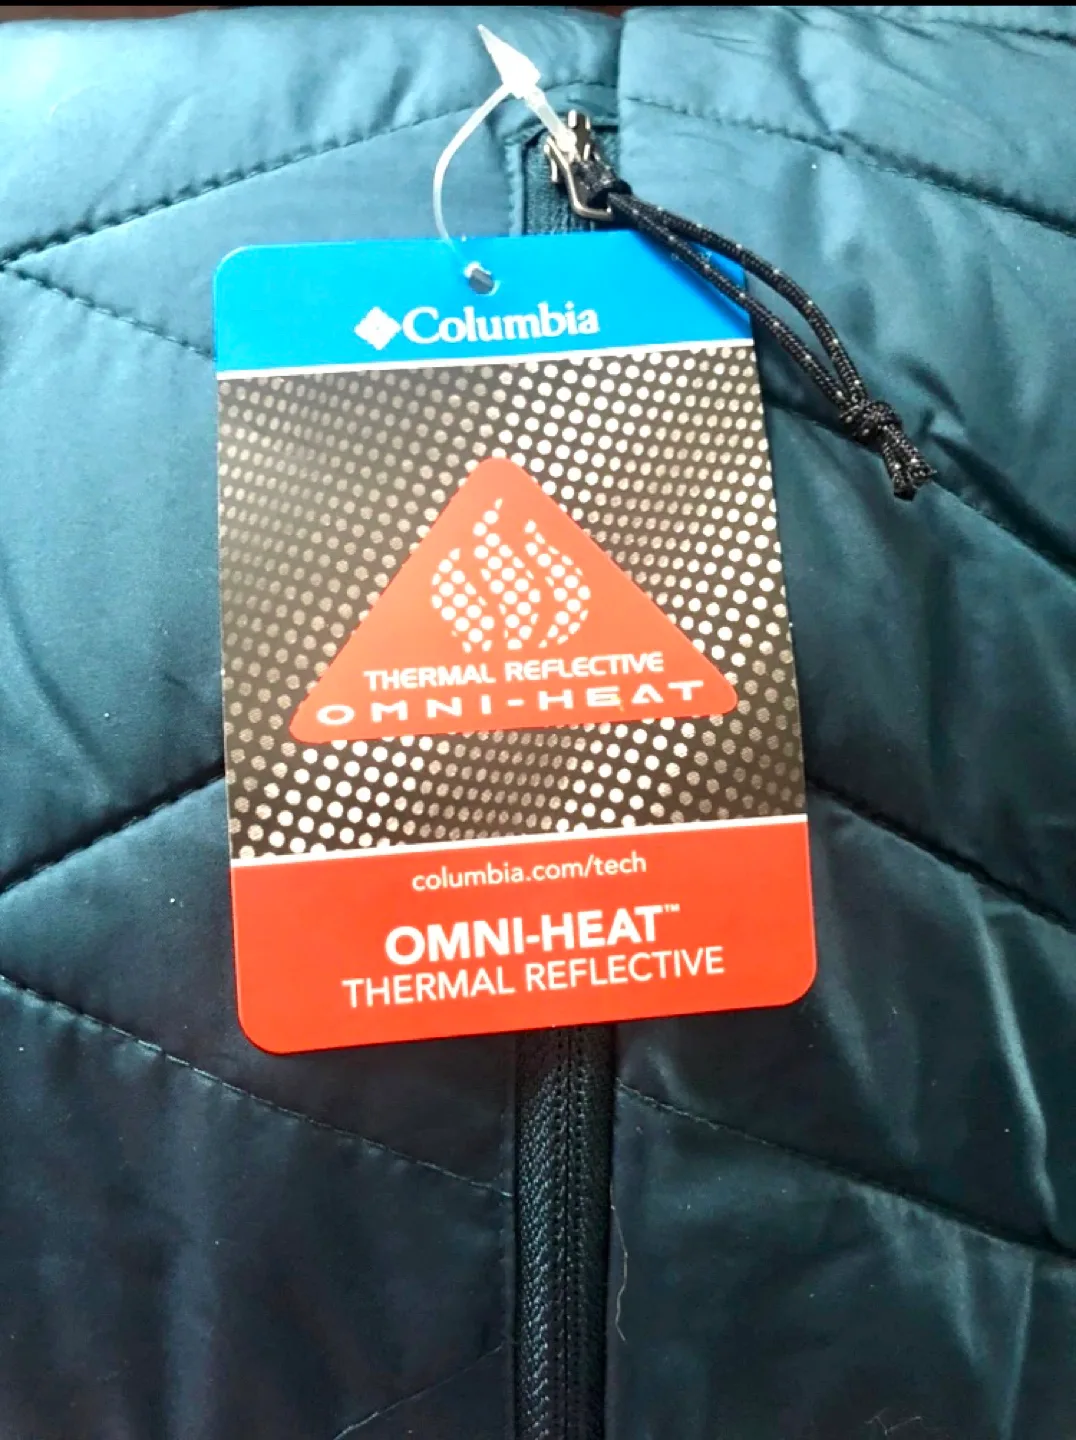 Columbia
THERMAL REFLECTIVE
OMNI-HEAT
columbia.com/tech
OMNI-HEAT™
THERMAL REFLECTIVE